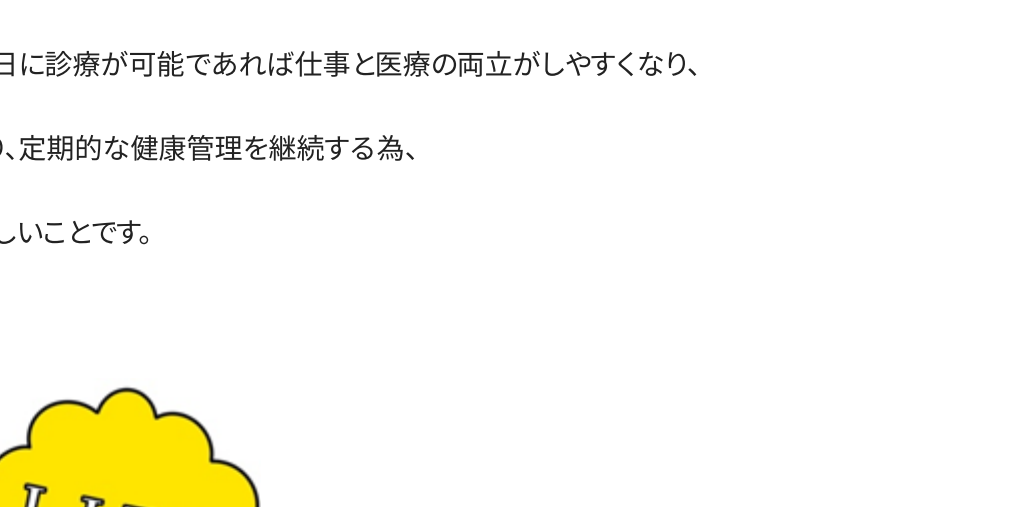 日に診療が可能であれば仕事と医療の両立がしやすくなり、
、定期的な健康管理を継続する為、
しいことです。